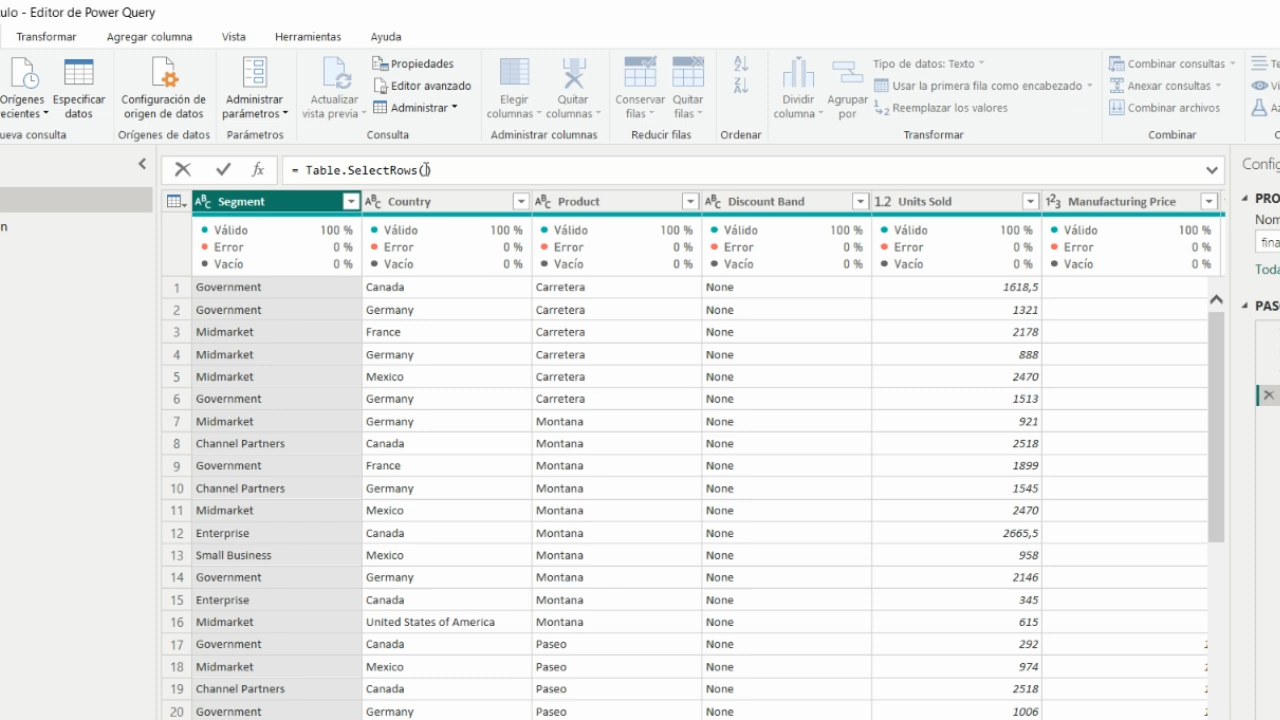 ulo - Editor de Power Query
Transformar Agregar columna Vista Herramientas Ayuda
Orígenes recientes Especificar datos
Configuración de origen de datos
Administrar parámetros
Actualizar vista previa
Propiedades
Editor avanzado
Administrar
Elegir columnas Quitar columnas
Conservar filas Quitar filas
Dividir columna Agrupar por
Tipo de datos: Texto
Usar la primera fila como encabezado
Reemplazar los valores
Combinar consultas
Anexar consultas
Combinar archivos
Te
Vi
Az
ueva consulta Orígenes de datos Parámetros Consulta Administrar columnas Reducir filas Ordenar Transformar Combinar
= Table.SelectRows()
Segment Country Product Discount Band 1.2 Units Sold 123 Manufacturing Price
Válido 100 % Válido 100 % Válido 100 % Válido 100 % Válido 100 % Válido 100 %
Error 0 % Error 0 % Error 0 % Error 0 % Error 0 % Error 0 %
Vacío 0 % Vacío 0 % Vacío 0 % Vacío 0 % Vacío 0 % Vacío 0 %
1 Government Canada Carretera None 1618,5
2 Government Germany Carretera None 1321
3 Midmarket France Carretera None 2178
4 Midmarket Germany Carretera None 888
5 Midmarket Mexico Carretera None 2470
6 Government Germany Carretera None 1513
7 Midmarket Germany Montana None 921
8 Channel Partners Canada Montana None 2518
9 Government France Montana None 1899
10 Channel Partners Germany Montana None 1545
11 Midmarket Mexico Montana None 2470
12 Enterprise Canada Montana None 2665,5
13 Small Business Mexico Montana None 958
14 Government Germany Montana None 2146
15 Enterprise Canada Montana None 345
16 Midmarket United States of America Montana None 615
17 Government Canada Paseo None 292
18 Midmarket Mexico Paseo None 974
19 Channel Partners Canada Paseo None 2518
20 Government Germany Paseo None 1006
n
Config
PRO
Nom
fina
Toda
PAS